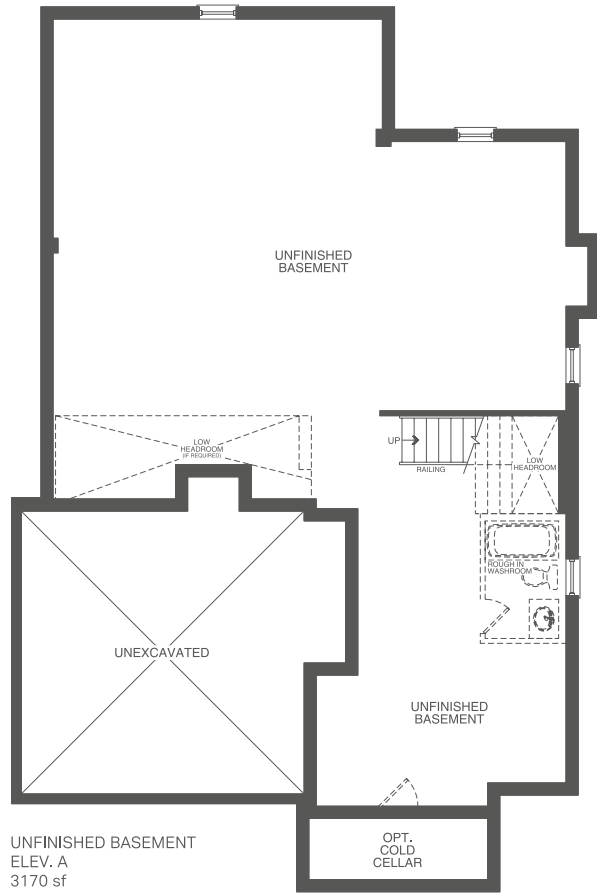 UNFINISHED
BASEMENT
LOW
HEADROOM
(IF REQUIRED)
UP
RAILING
LOW
HEADROOM
ROUGH IN
WASHROOM
UNEXCAVATED
UNFINISHED
BASEMENT
OPT.
COLD
CELLAR
UNFINISHED BASEMENT
ELEV. A
3170 sf